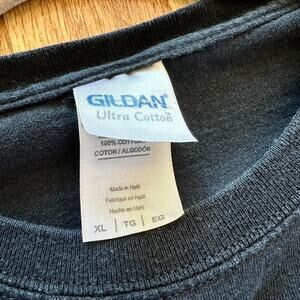 GILDAN
Ultra Cotton
100% COTTON
COTON / ALGODÓN
Made in Haiti
Fabriqué en Haïti
Hecho en Haití
XL | TG | EG